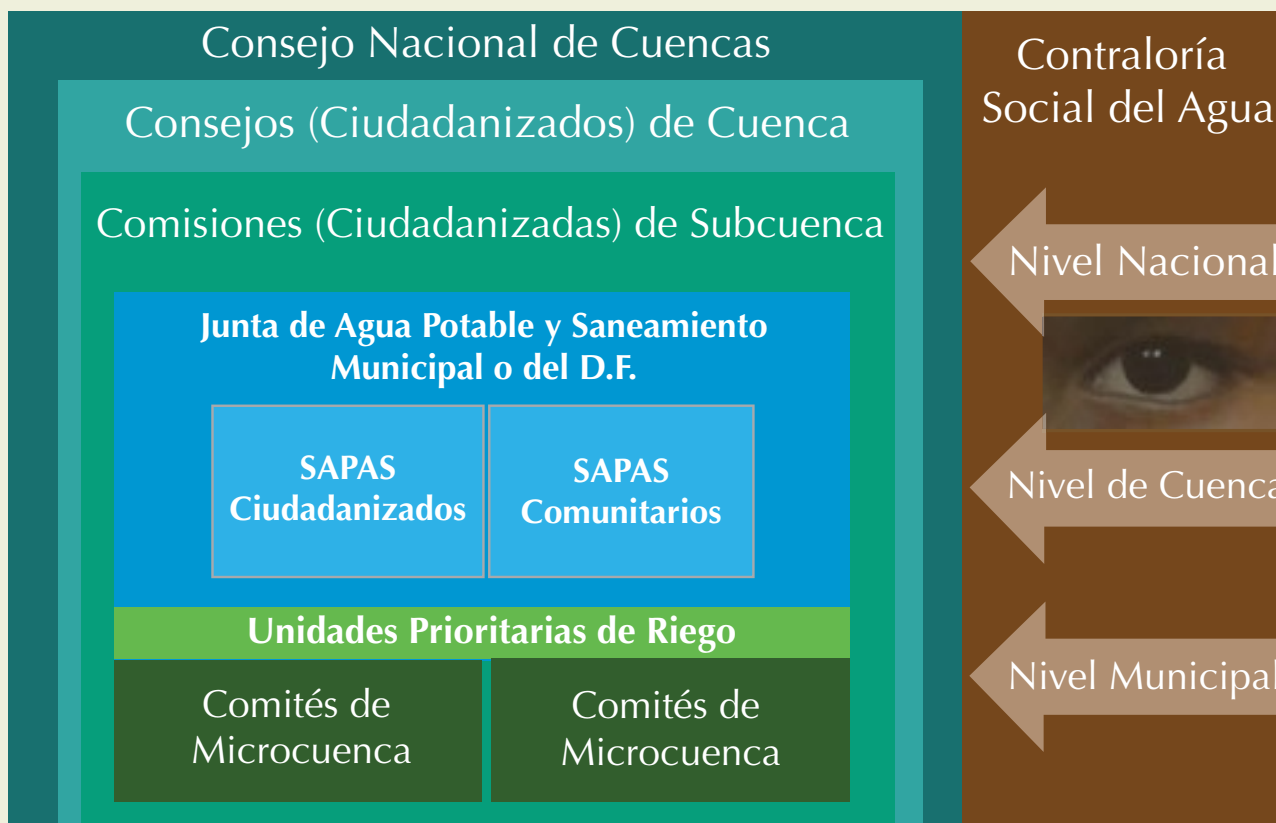 Consejo Nacional de Cuencas
Consejos (Ciudadanizados) de Cuenca
Comisiones (Ciudadanizadas) de Subcuenca
Junta de Agua Potable y Saneamiento
Municipal o del D.F.
SAPAS
Ciudadanizados
SAPAS
Comunitarios
Unidades Prioritarias de Riego
Comités de
Microcuenca
Comités de
Microcuenca
Contraloría
Social del Agua
Nivel Nacional
Nivel de Cuenca
Nivel Municipal